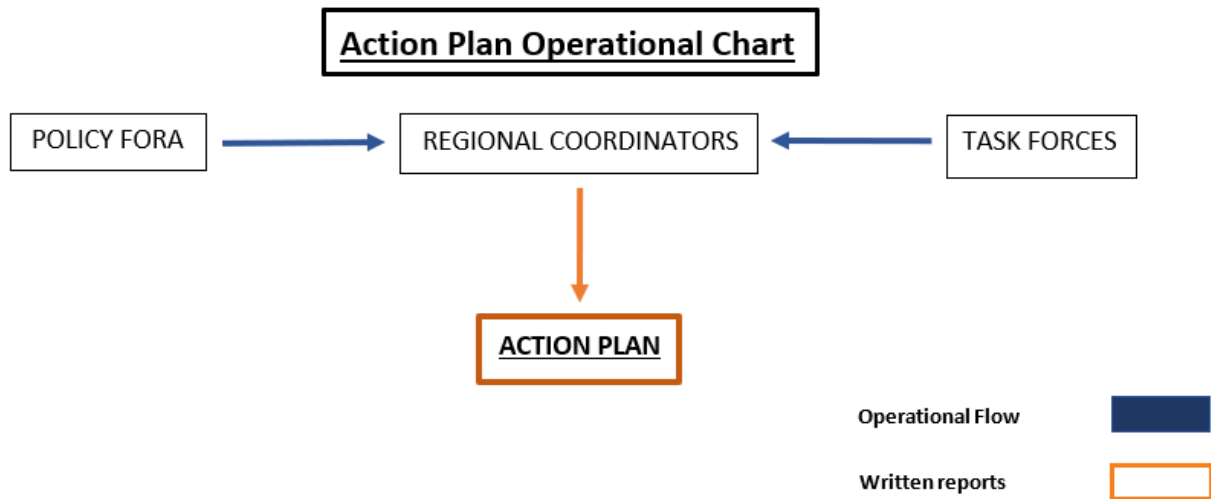 Action Plan Operational Chart
POLICY FORA
REGIONAL COORDINATORS
TASK FORCES
ACTION PLAN
Operational Flow
Written reports